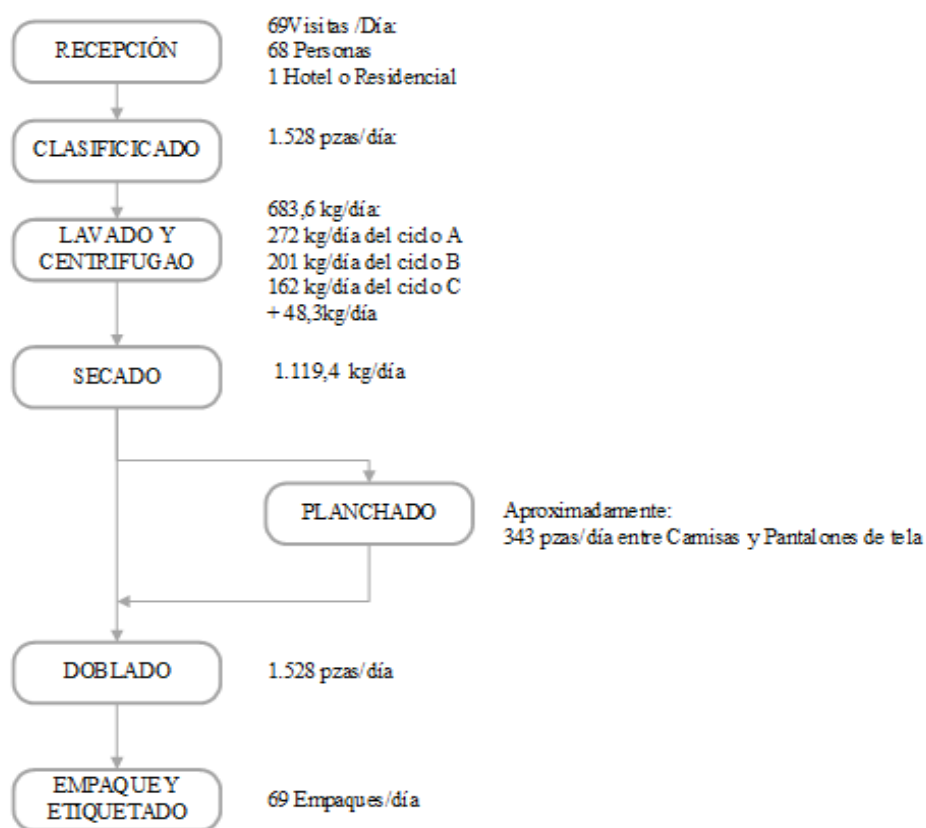 RECEPCIÓN
69Visitas /Día:
68 Personas
1 Hotel o Residencial
CLASIFICICADO
1.528 pzas/día:
LAVADO Y
CENTRIFUGAO
683,6 kg/día:
272 kg/día del ciclo A
201 kg/día del ciclo B
162 kg/día del ciclo C
+ 48,3kg/día
SECADO
1.119,4 kg/día
PLANCHADO
Aproximadamente:
343 pzas/día entre Camisas y Pantalones de tela
DOBLADO
1.528 pzas/día
EMPAQUE Y
ETIQUETADO
69 Empaques/día